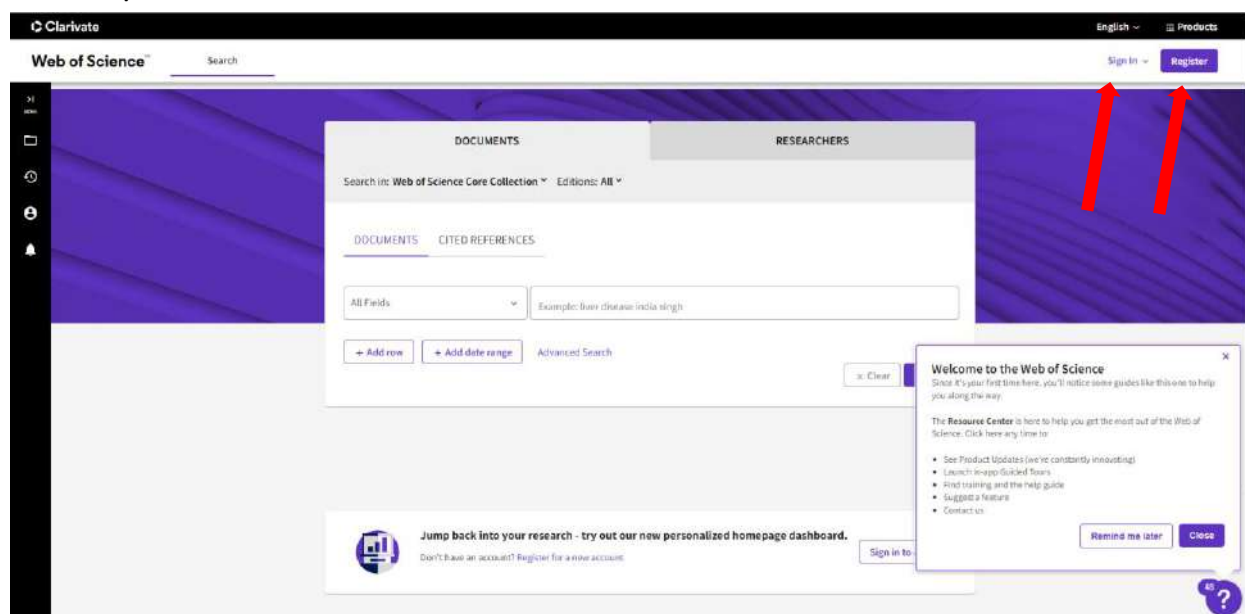 Clarivate
English
Products
Web of Science™
Search
Sign In
Register
MENU
DOCUMENTS
RESEARCHERS
Search in: Web of Science Core Collection Editions: All
DOCUMENTS CITED REFERENCES
All Fields
Example: liver disease india singh
+ Add row
+ Add date range
Advanced Search
× Clear
Welcome to the Web of Science
Since it's your first time here, you'll notice some guides like this one to help
you along the way.
The Resource Center is here to help you get the most out of the Web of
Science. Click here any time to:
See Product Updates (we're constantly innovating)
Launch in-app Guided Tours
Find training and the help guide
Suggest a feature
Contact us
Remind me later
Close
Jump back into your research - try out our new personalized homepage dashboard.
Don't have an account? Register for a new account
Sign in to
45
?